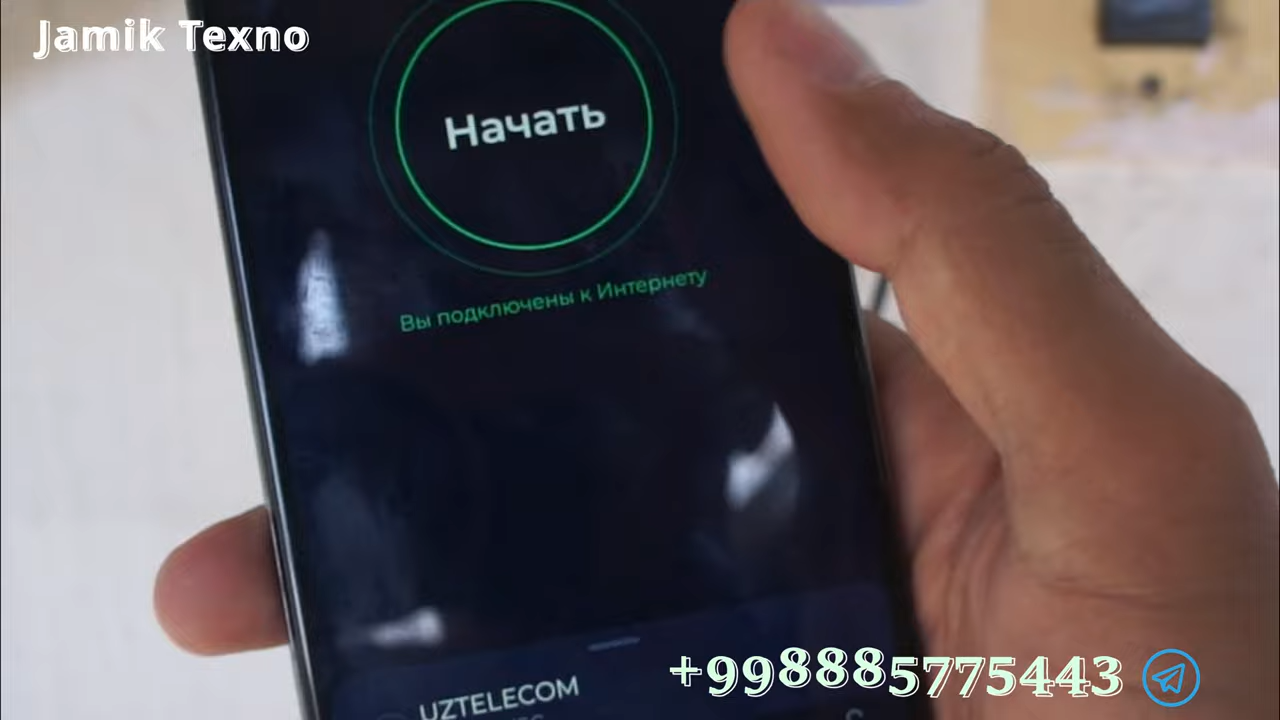 Jamik Texno
Начать
Вы подключены к Интернету
UZTELECOM
+998885775443